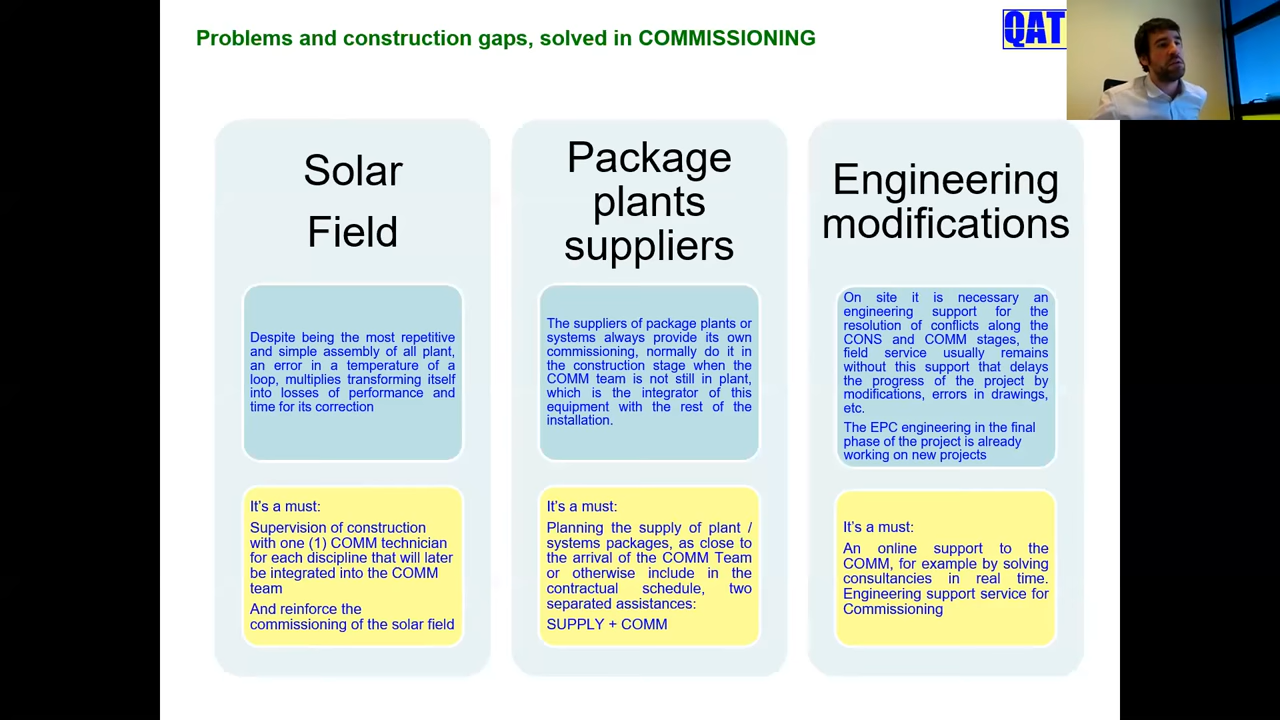 Problems and construction gaps, solved in COMMISSIONING
QAT
Solar
Field
Despite being the most repetitive
and simple assembly of all plant,
an error in a temperature of a
loop, multiplies transforming itself
into losses of performance and
time for its correction
It's a must:
Supervision of construction
with one (1) COMM technician
for each discipline that will later
be integrated into the COMM
team
And reinforce the
commissioning of the solar field
Package
plants
suppliers
The suppliers of package plants or
systems always provide its own
commissioning, normally do it in
the construction stage when the
COMM team is not still in plant,
which is the integrator of this
equipment with the rest of the
installation.
It's a must:
Planning the supply of plant /
systems packages, as close to
the arrival of the COMM Team
or otherwise include in the
contractual schedule, two
separated assistances:
SUPPLY + COMM
Engineering
modifications
On site it is necessary an
engineering support for the
resolution of conflicts along the
CONS and COMM stages, the
field service usually remains
without this support that delays
the progress of the project by
modifications, errors in drawings,
etc.
The EPC engineering in the final
phase of the project is already
working on new projects
It's a must:
An online support to the
COMM, for example by solving
consultancies in real time.
Engineering support service for
Commissioning